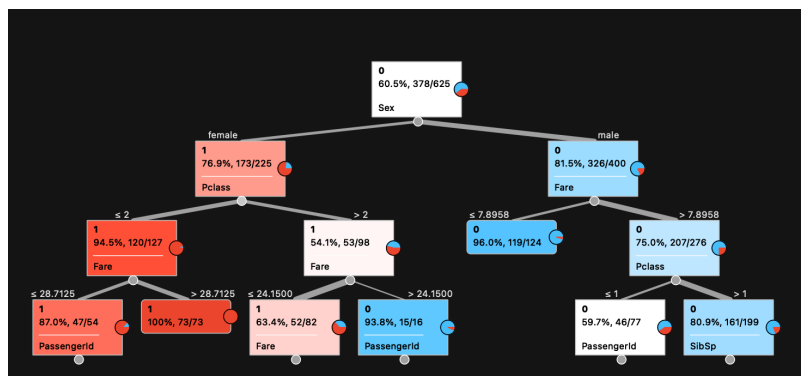 0
60.5%, 378/625
Sex
female
male
1
76.9%, 173/225
Pclass
0
81.5%, 326/400
Fare
≤ 2
> 2
≤ 7.8958
> 7.8958
1
94.5%, 120/127
Fare
1
54.1%, 53/98
Fare
0
96.0%, 119/124
0
75.0%, 207/276
Pclass
≤ 28.7125
> 28.7125
≤ 24.1500
> 24.1500
≤ 1
> 1
1
87.0%, 47/54
PassengerId
1
100%, 73/73
1
63.4%, 52/82
Fare
0
93.8%, 15/16
PassengerId
0
59.7%, 46/77
PassengerId
0
80.9%, 161/199
SibSp